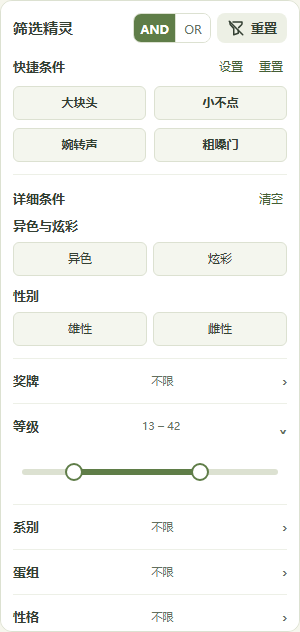 筛选精灵 AND OR 重置
快捷条件 设置 重置
大块头 小不点
婉转声 粗嗓门
详细条件 清空
异色与炫彩
异色 炫彩
性别
雄性 雌性
奖牌 不限 ›
等级 13 – 42
系别 不限 ›
蛋组 不限 ›
性格 不限 ›